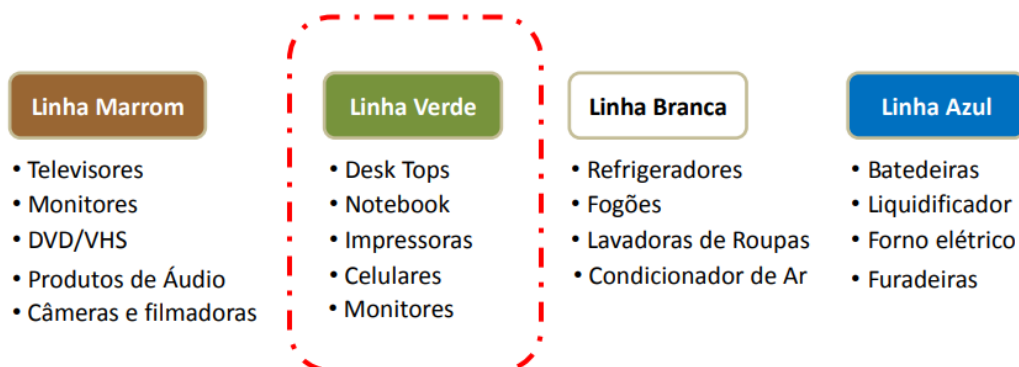 Linha Marrom
• Televisores
• Monitores
• DVD/VHS
• Produtos de Áudio
• Câmeras e filmadoras
Linha Verde
• Desk Tops
• Notebook
• Impressoras
• Celulares
• Monitores
Linha Branca
• Refrigeradores
• Fogões
• Lavadoras de Roupas
• Condicionador de Ar
Linha Azul
• Batedeiras
• Liquidificador
• Forno elétrico
• Furadeiras